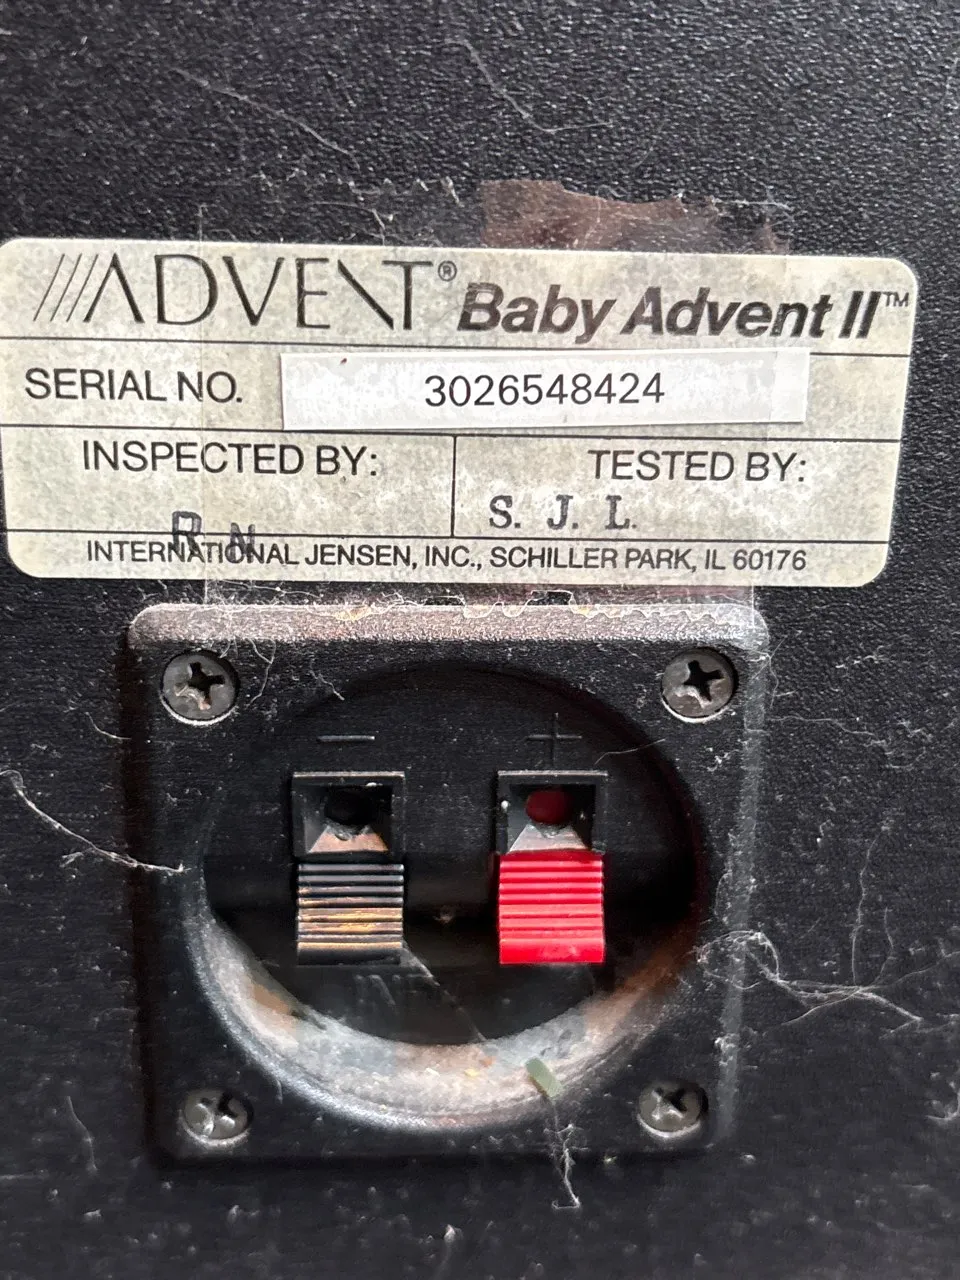 ADVENT® Baby Advent II™
SERIAL NO. 3026548424
INSPECTED BY: TESTED BY:
R N S. J. L.
INTERNATIONAL JENSEN, INC., SCHILLER PARK, IL 60176
− +